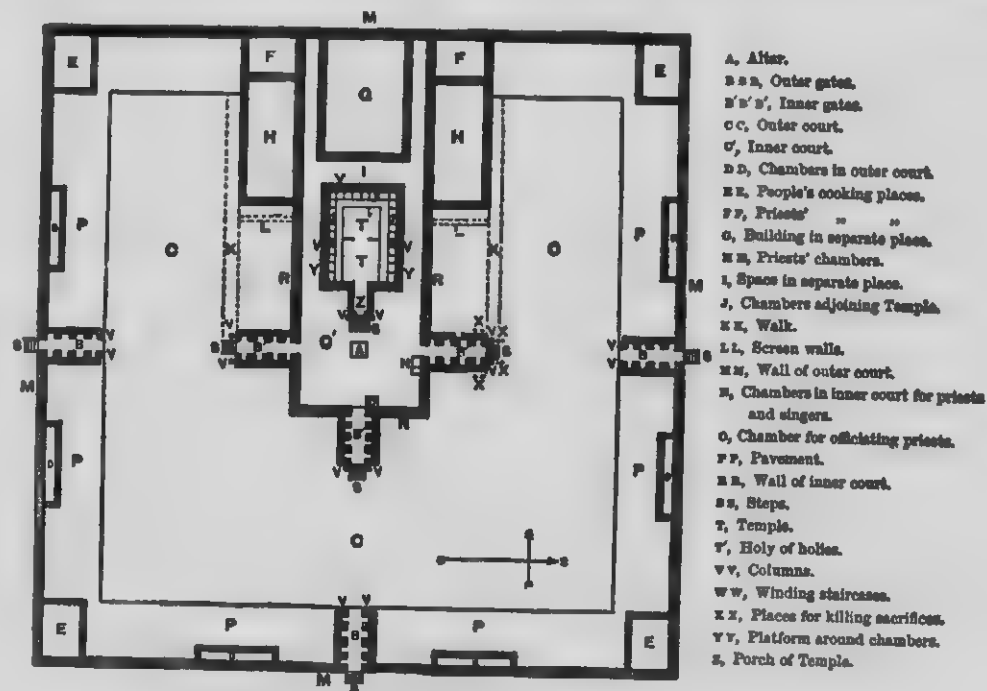 M
E F F E
G
H H
I
Y
P C X L T' L X O P
V T V
Y Y
R R
M
Z
V V
S
V V S B O' A N B' S V V B S
X X
M
N
V V
S
D P P
O
S
V V
E P B P E
M
A, Altar.
B B B, Outer gates.
B' B' B', Inner gates.
C C, Outer court.
C', Inner court.
D D, Chambers in outer court.
E E, People's cooking places.
F F, Priests' „ „
G, Building in separate place.
H H, Priests' chambers.
I, Space in separate place.
J, Chambers adjoining Temple.
K K, Walk.
L L, Screen walls.
M M, Wall of outer court.
N, Chambers in inner court for priests
and singers.
O, Chamber for officiating priests.
P P, Pavement.
R R, Wall of inner court.
S S, Steps.
T, Temple.
T', Holy of holies.
V V, Columns.
W W, Winding staircases.
X X, Places for killing sacrifices.
Y Y, Platform around chambers.
Z, Porch of Temple.